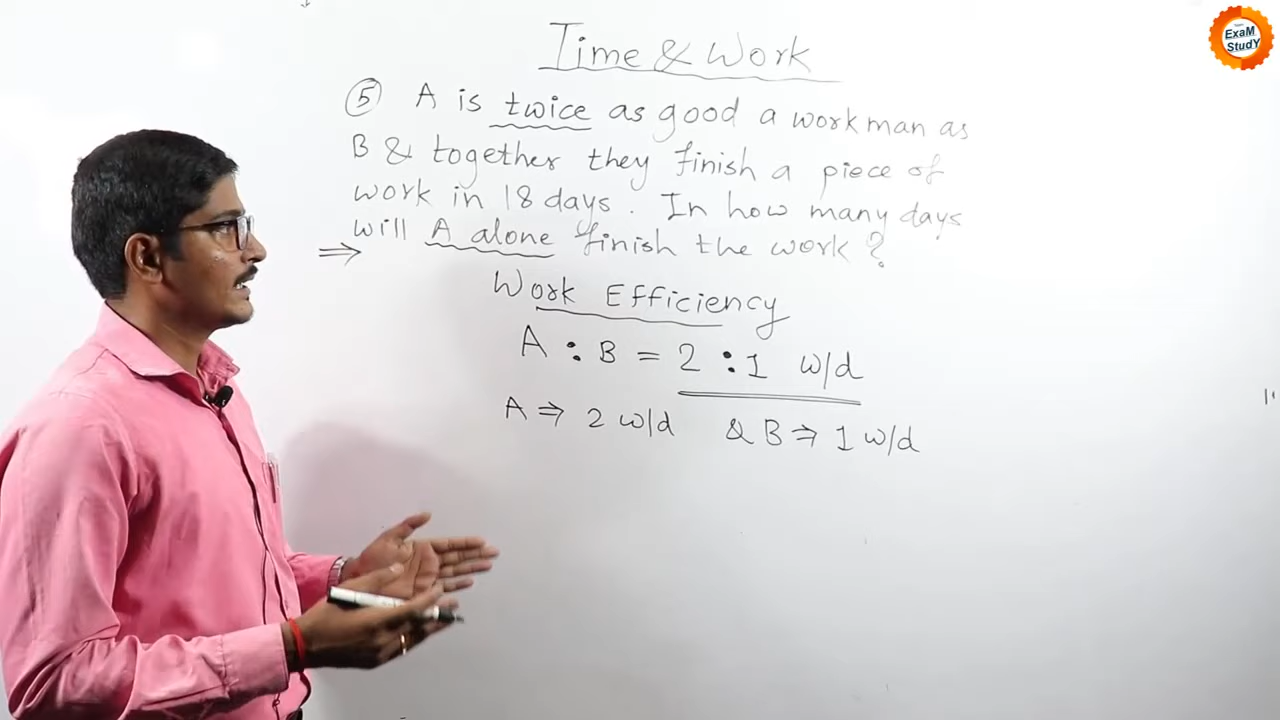 Time & Work
⑤ A is twice as good a workman as
B & together they finish a piece of
work in 18 days. In how many days
will A alone finish the work?
⇒
Work Efficiency
A : B = 2 : 1 w/d
A ⇒ 2 w/d & B ⇒ 1 w/d
ExaM
StudY